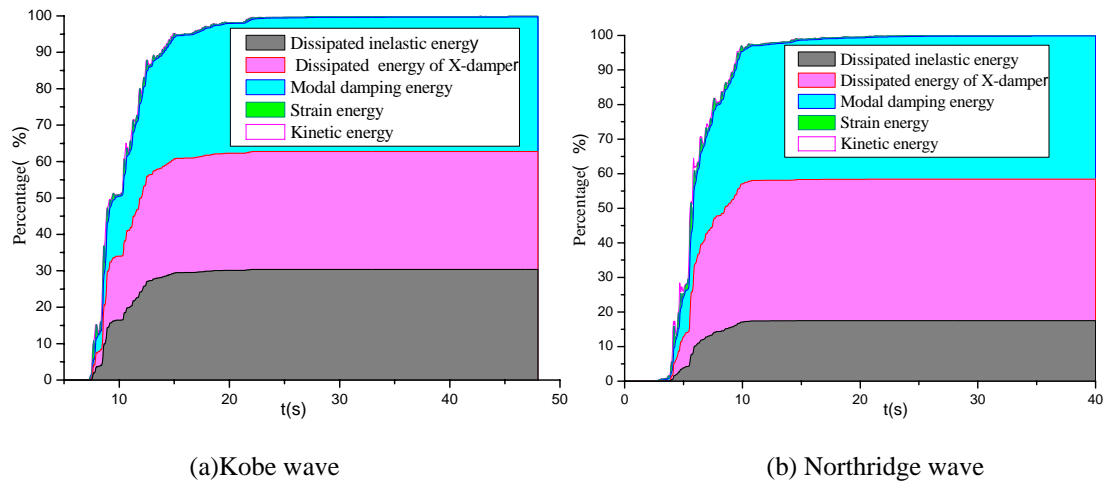 100
90
80
70
60
50
40
30
20
10
0
Percentage( %)
10
20
30
40
50
t(s)
Dissipated inelastic energy
Dissipated energy of X-damper
Modal damping energy
Strain energy
Kinetic energy
(a)Kobe wave
100
90
80
70
60
50
40
30
20
10
0
Percentage( %)
0
10
20
30
40
t(s)
Dissipated inelastic energy
Dissipated energy of X-damper
Modal damping energy
Strain energy
Kinetic energy
(b) Northridge wave